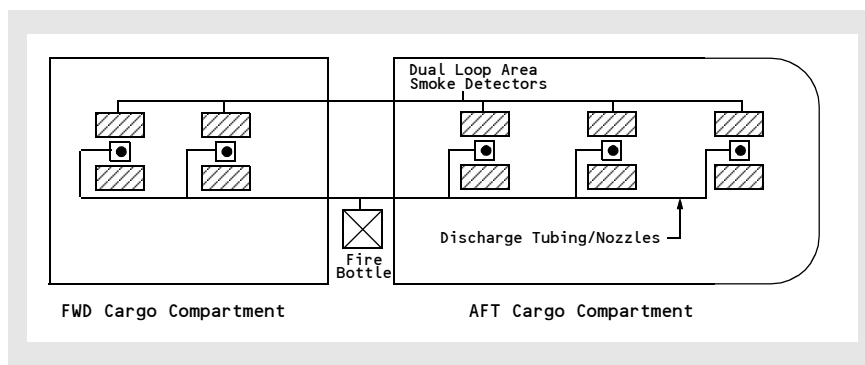 Dual Loop Area
Smoke Detectors
Discharge Tubing/Nozzles
Fire
Bottle
FWD Cargo Compartment
AFT Cargo Compartment